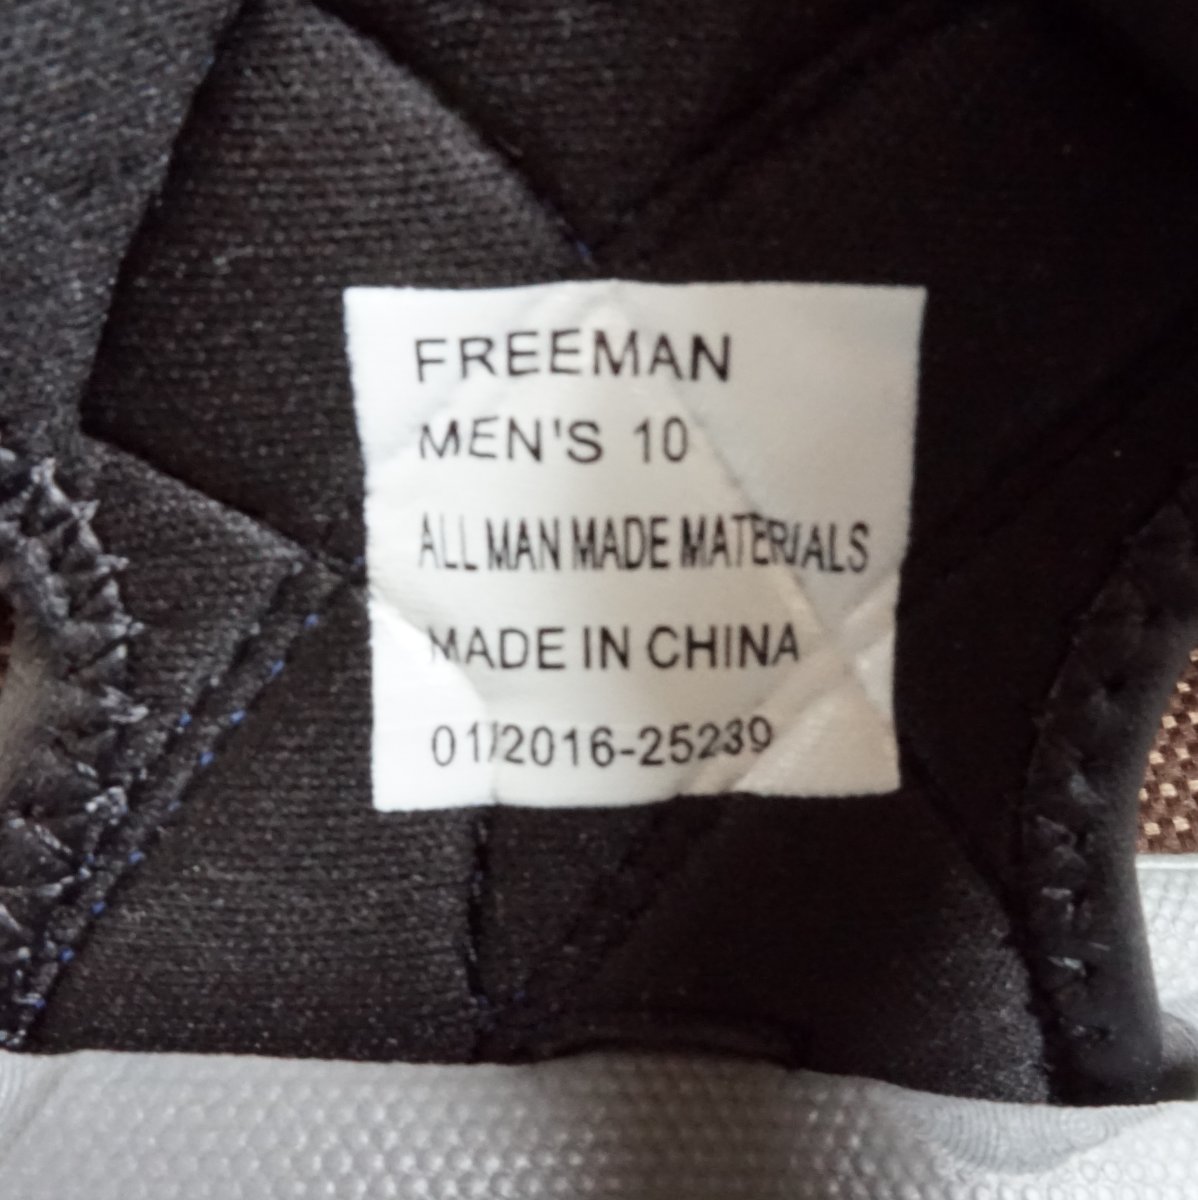 FREEMAN
MEN'S 10
ALL MAN MADE MATERIALS
MADE IN CHINA
01/2016-25239